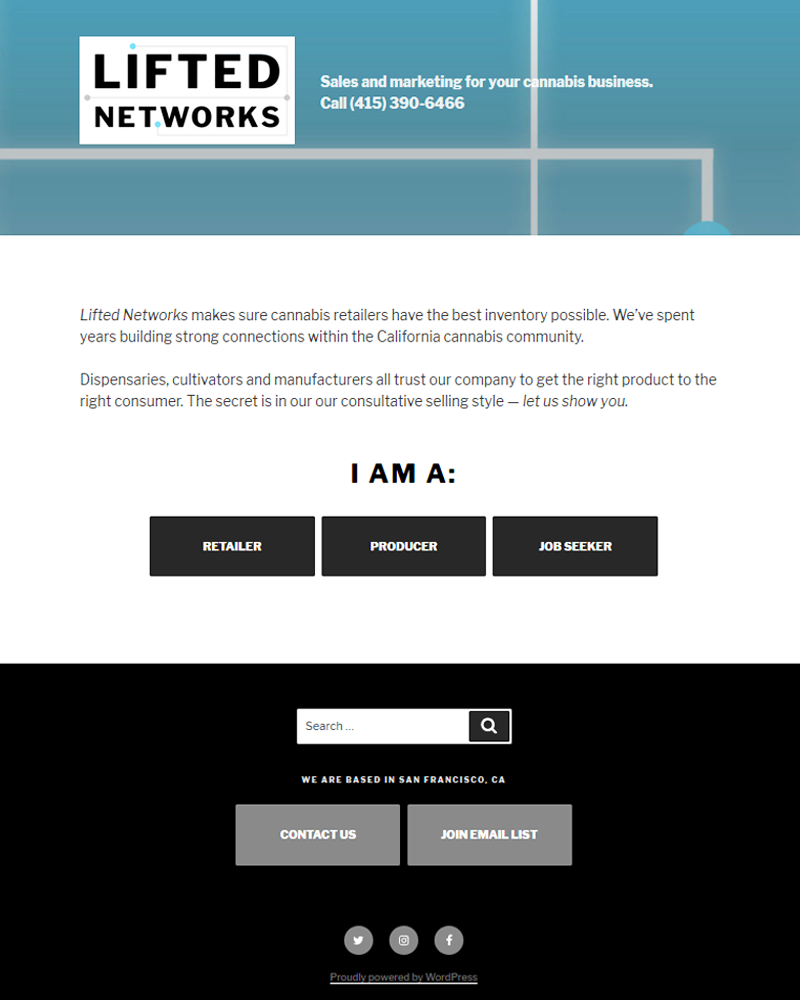 LiFTED
NETWORKS
Sales and marketing for your cannabis business.
Call (415) 390-6466
Lifted Networks makes sure cannabis retailers have the best inventory possible. We've spent
years building strong connections within the California cannabis community.
Dispensaries, cultivators and manufacturers all trust our company to get the right product to the
right consumer. The secret is in our our consultative selling style — let us show you.
I AM A:
RETAILER PRODUCER JOB SEEKER
Search ...
WE ARE BASED IN SAN FRANCISCO, CA
CONTACT US JOIN EMAIL LIST
Proudly powered by WordPress